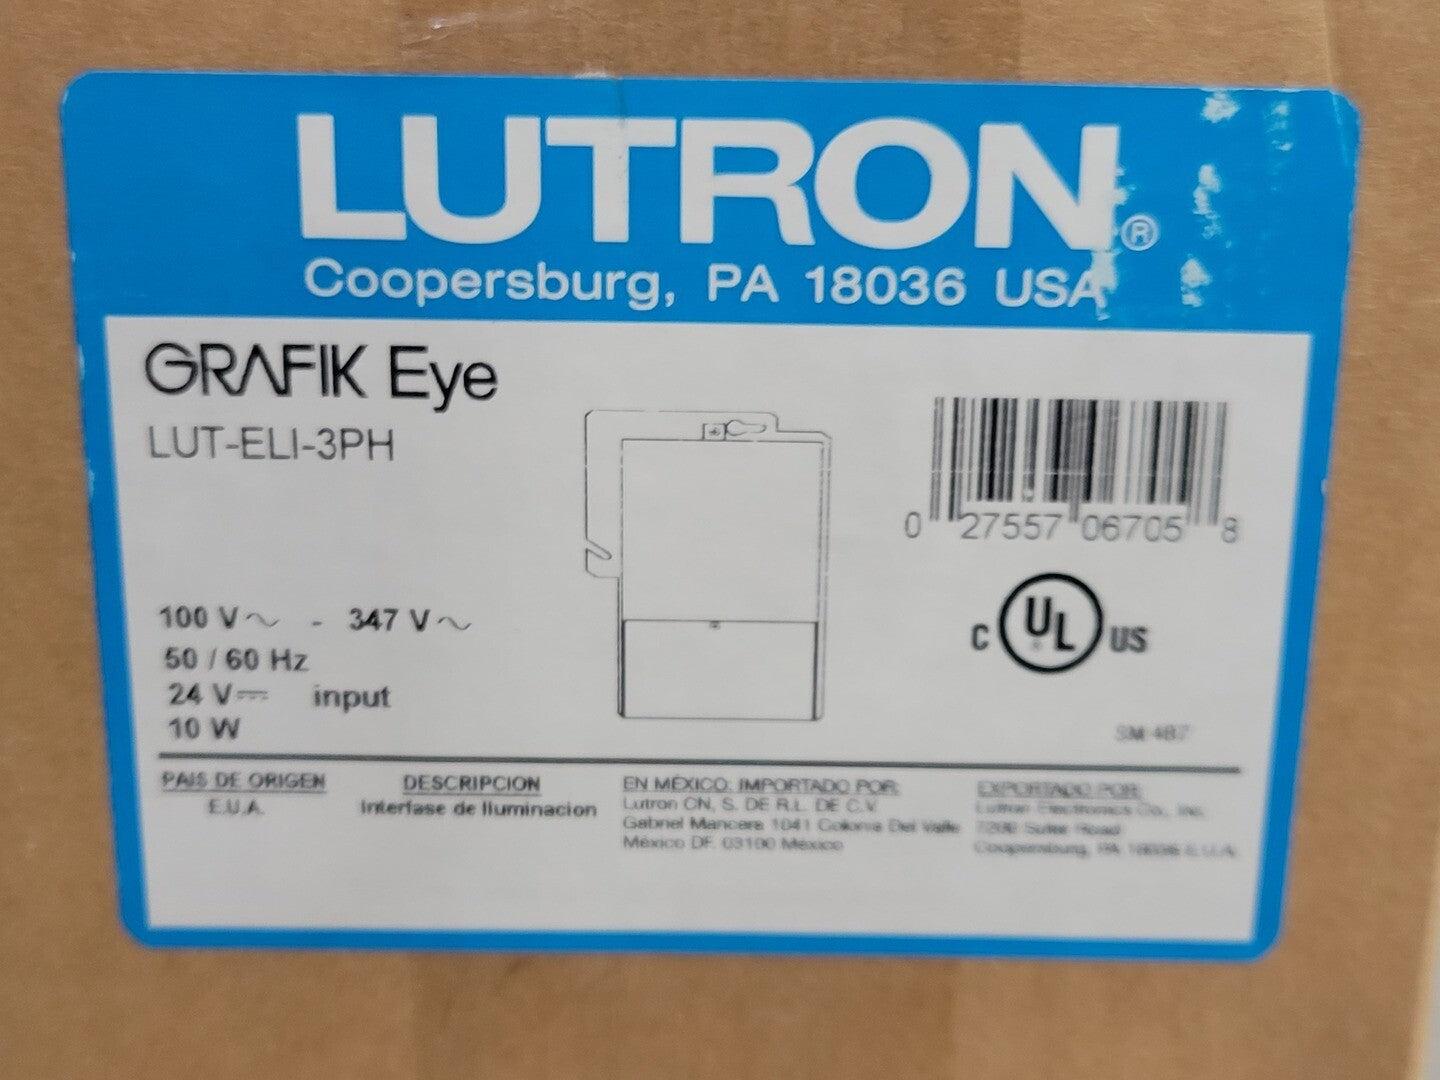 LUTRON®
Coopersburg, PA 18036 USA
GRAFIK Eye
LUT-ELI-3PH
0 27557 06705 8
100 V~ - 347 V~
50 / 60 Hz
24 V⎓ input
10 W
C UL US
SM 487
PAIS DE ORIGEN
E.U.A.
DESCRIPCION
Interfase de Iluminacion
EN MÉXICO: IMPORTADO POR:
Lutron CN, S. DE R.L. DE C.V.
Gabriel Mancera 1041 Colonia Del Valle
México DF. 03100 México
EXPORTADO POR:
Lutron Electronics Co., Inc.
7200 Suter Road
Coopersburg, PA 18036 E.U.A.